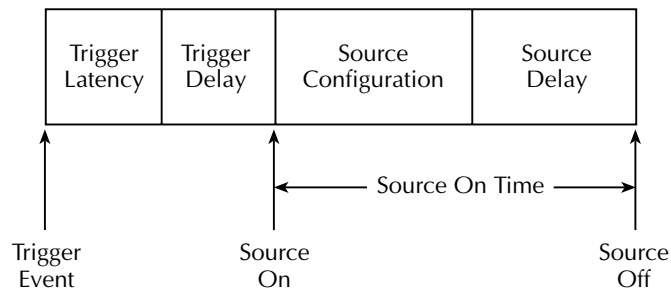 Trigger
Latency
Trigger
Delay
Source
Configuration
Source
Delay
Source On Time
Trigger
Event
Source
On
Source
Off